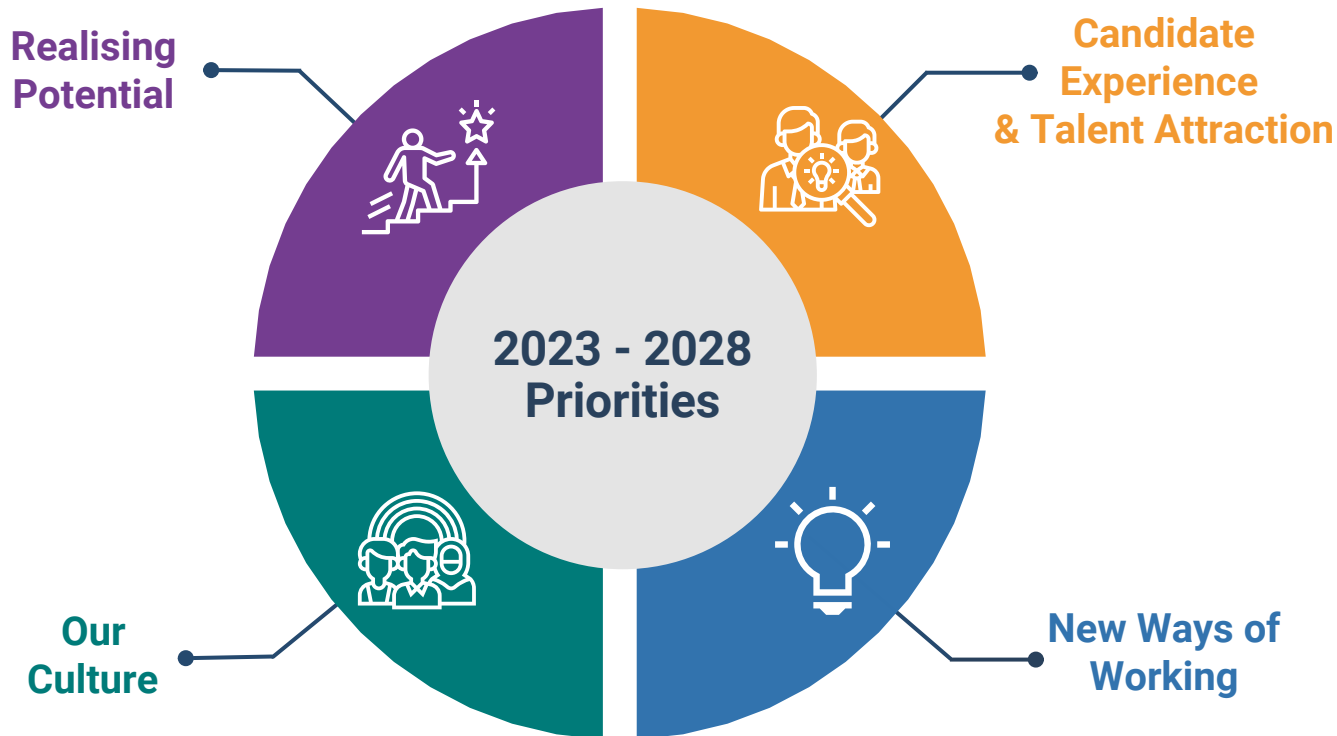 Realising
Potential
Candidate
Experience
& Talent Attraction
2023 - 2028
Priorities
Our
Culture
New Ways of
Working